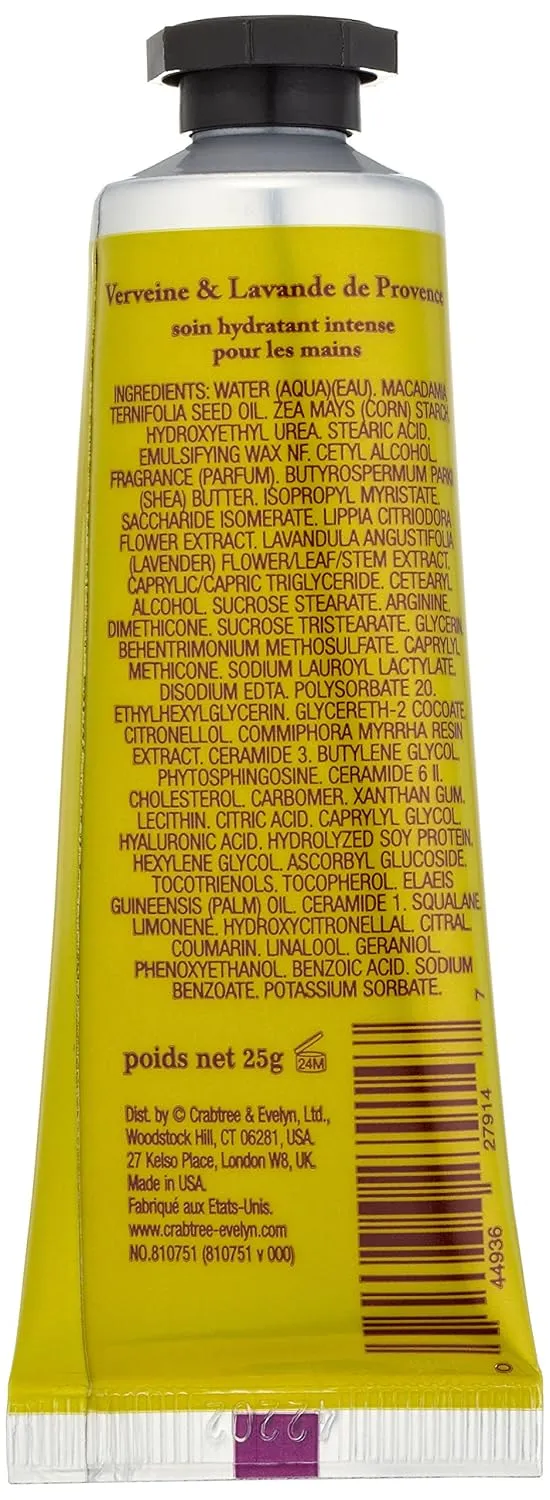 Verveine & Lavande de Provence
soin hydratant intense
pour les mains
INGREDIENTS: WATER (AQUA)(EAU). MACADAMIA
TERNIFOLIA SEED OIL. ZEA MAYS (CORN) STARCH.
HYDROXYETHYL UREA. STEARIC ACID.
EMULSIFYING WAX NF. CETYL ALCOHOL.
FRAGRANCE (PARFUM). BUTYROSPERMUM PARKII
(SHEA) BUTTER. ISOPROPYL MYRISTATE.
SACCHARIDE ISOMERATE. LIPPIA CITRIODORA
FLOWER EXTRACT. LAVANDULA ANGUSTIFOLIA
(LAVENDER) FLOWER/LEAF/STEM EXTRACT.
CAPRYLIC/CAPRIC TRIGLYCERIDE. CETEARYL
ALCOHOL. SUCROSE STEARATE. ARGININE.
DIMETHICONE. SUCROSE TRISTEARATE. GLYCERIN.
BEHENTRIMONIUM METHOSULFATE. CAPRYLYL
METHICONE. SODIUM LAUROYL LACTYLATE.
DISODIUM EDTA. POLYSORBATE 20.
ETHYLHEXYLGLYCERIN. GLYCERETH-2 COCOATE.
CITRONELLOL. COMMIPHORA MYRRHA RESIN
EXTRACT. CERAMIDE 3. BUTYLENE GLYCOL.
PHYTOSPHINGOSINE. CERAMIDE 6 II.
CHOLESTEROL. CARBOMER. XANTHAN GUM.
LECITHIN. CITRIC ACID. CAPRYLYL GLYCOL.
HYALURONIC ACID. HYDROLYZED SOY PROTEIN.
HEXYLENE GLYCOL. ASCORBYL GLUCOSIDE.
TOCOTRIENOLS. TOCOPHEROL. ELAEIS
GUINEENSIS (PALM) OIL. CERAMIDE 1. SQUALANE.
LIMONENE. HYDROXYCITRONELLAL. CITRAL.
COUMARIN. LINALOOL. GERANIOL.
PHENOXYETHANOL. BENZOIC ACID. SODIUM
BENZOATE. POTASSIUM SORBATE.
poids net 25g 24M
Dist. by © Crabtree & Evelyn, Ltd.,
Woodstock Hill, CT 06281, USA.
27 Kelso Place, London W8, UK.
Made in USA.
Fabriqué aux Etats-Unis.
www.crabtree-evelyn.com
NO.810751 (810751 v 000)
0 44936 27914 7